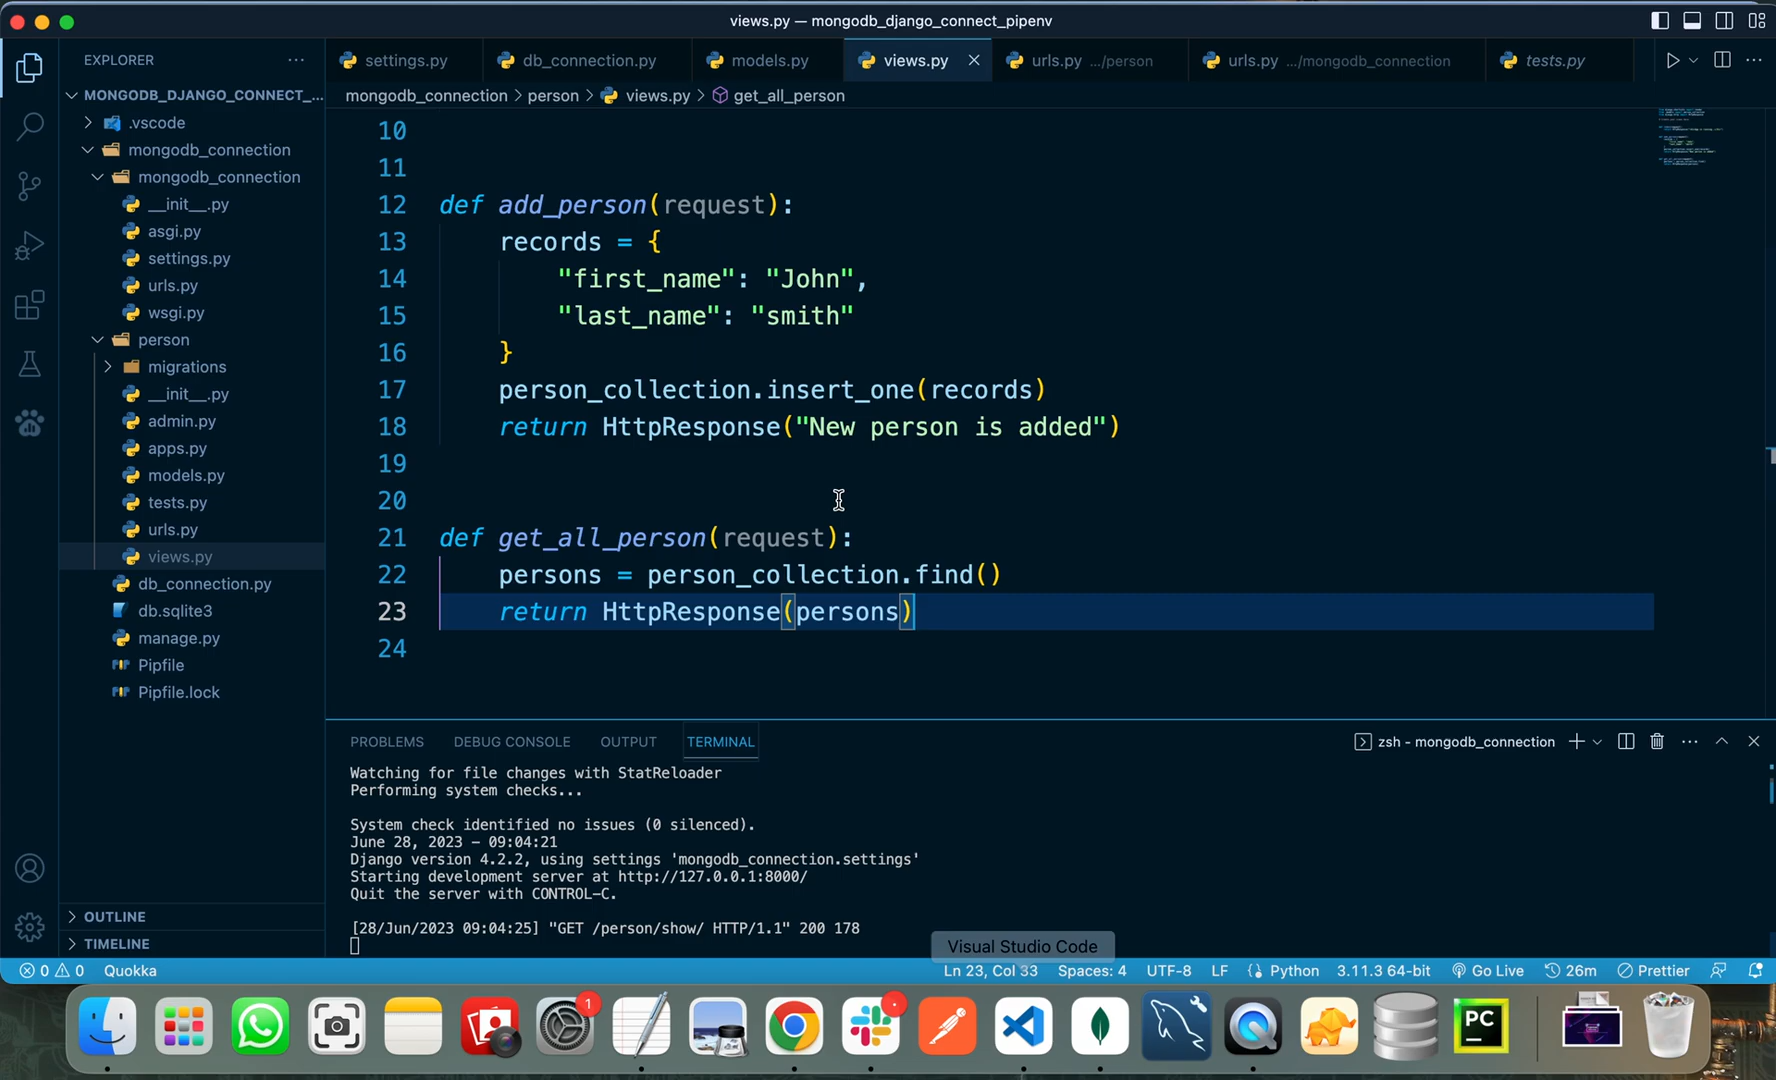 views.py — mongodb_django_connect_pipenv
EXPLORER
settings.py
db_connection.py
models.py
views.py
urls.py .../person
urls.py .../mongodb_connection
tests.py
MONGODB_DJANGO_CONNECT_...
.vscode
mongodb_connection
mongodb_connection
__init__.py
asgi.py
settings.py
urls.py
wsgi.py
person
migrations
__init__.py
admin.py
apps.py
models.py
tests.py
urls.py
views.py
db_connection.py
db.sqlite3
manage.py
Pipfile
Pipfile.lock
OUTLINE
TIMELINE
mongodb_connection > person > views.py > get_all_person
10
11
12 def add_person(request):
13 records = {
14 "first_name": "John",
15 "last_name": "smith"
16 }
17 person_collection.insert_one(records)
18 return HttpResponse("New person is added")
19
20
21 def get_all_person(request):
22 persons = person_collection.find()
23 return HttpResponse(persons)
24
PROBLEMS DEBUG CONSOLE OUTPUT TERMINAL
zsh - mongodb_connection
Watching for file changes with StatReloader
Performing system checks...
System check identified no issues (0 silenced).
June 28, 2023 - 09:04:21
Django version 4.2.2, using settings 'mongodb_connection.settings'
Starting development server at http://127.0.0.1:8000/
Quit the server with CONTROL-C.
[28/Jun/2023 09:04:25] "GET /person/show/ HTTP/1.1" 200 178
Visual Studio Code
0 0 Quokka Ln 23, Col 33 Spaces: 4 UTF-8 LF Python 3.11.3 64-bit Go Live 26m Prettier
1
PC